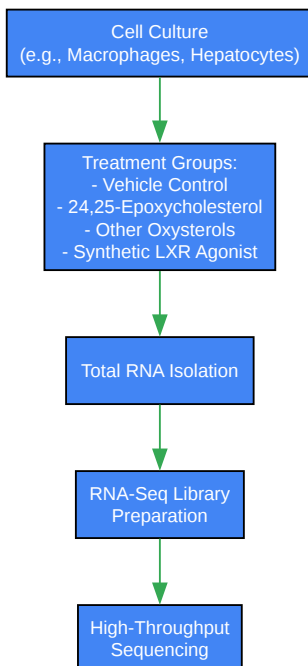 Cell Culture
(e.g., Macrophages, Hepatocytes)
Treatment Groups:
- Vehicle Control
- 24,25-Epoxycholesterol
- Other Oxysterols
- Synthetic LXR Agonist
Total RNA Isolation
RNA-Seq Library
Preparation
High-Throughput
Sequencing